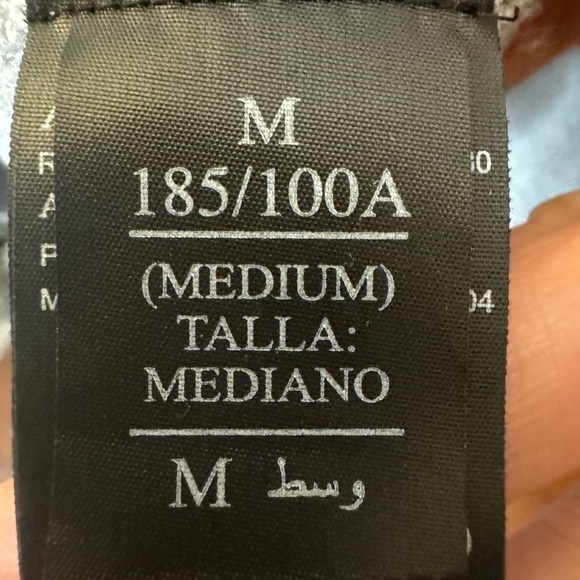 M
185/100A
(MEDIUM)
TALLA:
MEDIANO
M وسط